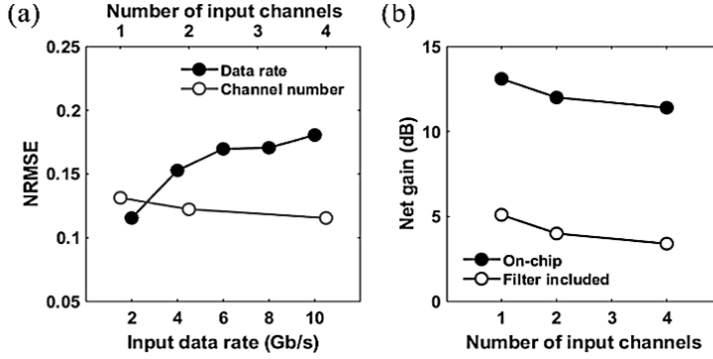 (a)
Number of input channels
1 2 3 4
0.25
0.2
0.15
0.1
0.05
NRMSE
Data rate
Channel number
2 4 6 8 10
Input data rate (Gb/s)
(b)
15
10
5
0
Net gain (dB)
On-chip
Filter included
1 2 3 4
Number of input channels